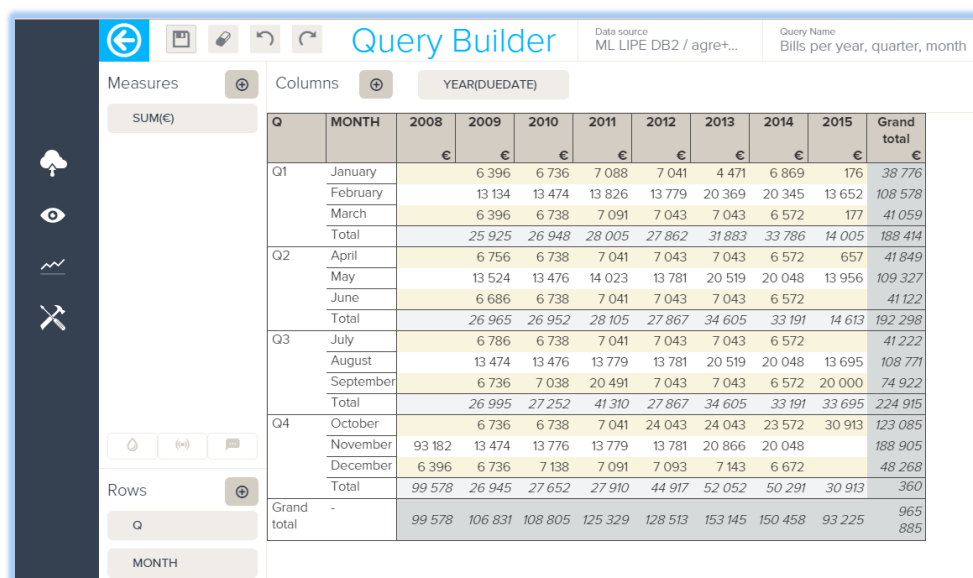 Query Builder
Data source
ML LIPE DB2 / agre+...
Query Name
Bills per year, quarter, month
Measures
Columns
YEAR(DUEDATE)
SUM(€)
Q MONTH 2008 2009 2010 2011 2012 2013 2014 2015 Grand total
€ € € € € € € € €
Q1 January 6 396 6 736 7 088 7 041 4 471 6 869 176 38 776
February 13 134 13 474 13 826 13 779 20 369 20 345 13 652 108 578
March 6 396 6 738 7 091 7 043 7 043 6 572 177 41 059
Total 25 925 26 948 28 005 27 862 31 883 33 786 14 005 188 414
Q2 April 6 756 6 738 7 041 7 043 7 043 6 572 657 41 849
May 13 524 13 476 14 023 13 781 20 519 20 048 13 956 109 327
June 6 686 6 738 7 041 7 043 7 043 6 572 41 122
Total 26 965 26 952 28 105 27 867 34 605 33 191 14 613 192 298
Q3 July 6 786 6 738 7 041 7 043 7 043 6 572 41 222
August 13 474 13 476 13 779 13 781 20 519 20 048 13 695 108 771
September 6 736 7 038 20 491 7 043 7 043 6 572 20 000 74 922
Total 26 995 27 252 41 310 27 867 34 605 33 191 33 695 224 915
Q4 October 6 736 6 738 7 041 24 043 24 043 23 572 30 913 123 085
November 93 182 13 474 13 776 13 779 13 781 20 866 20 048 188 905
December 6 396 6 736 7 138 7 091 7 093 7 143 6 672 48 268
Total 99 578 26 945 27 652 27 910 44 917 52 052 50 291 30 913 360
Grand total - 99 578 106 831 108 805 125 329 128 513 153 145 150 458 93 225 965 885
Rows
Q
MONTH